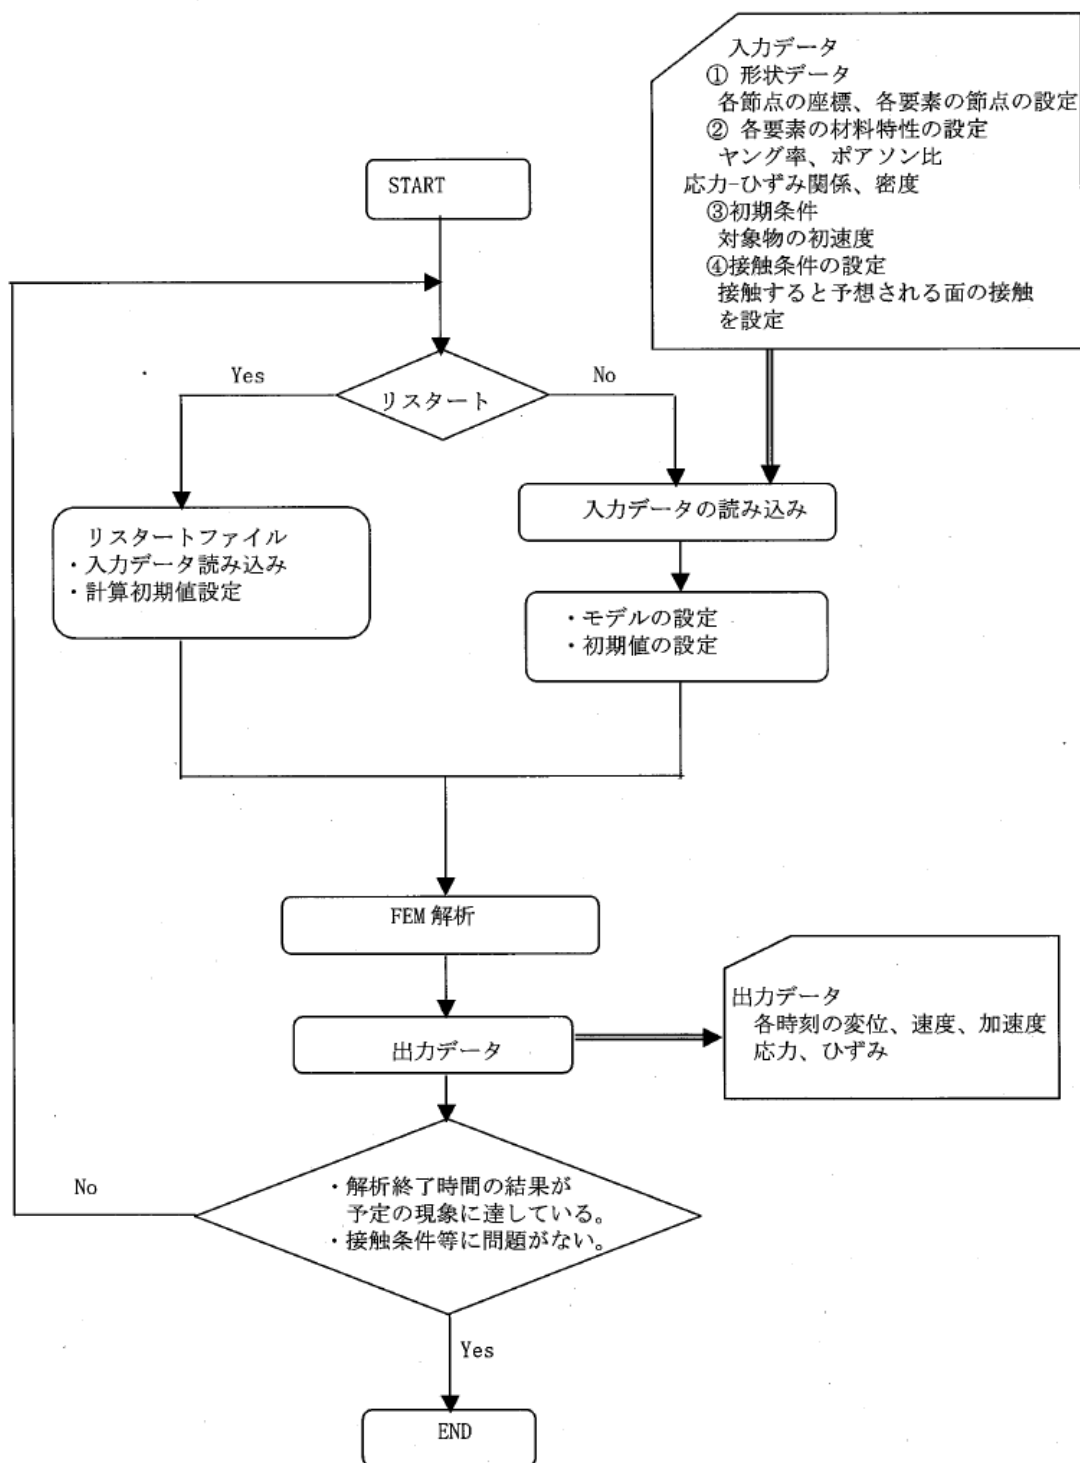 入力データ
① 形状データ
各節点の座標、各要素の節点の設定
② 各要素の材料特性の設定
ヤング率、ポアソン比
応力-ひずみ関係、密度
③初期条件
対象物の初速度
④接触条件の設定
接触すると予想される面の接触
を設定
START
Yes
No
リスタート
リスタートファイル
・入力データ読み込み
・計算初期値設定
入力データの読み込み
・モデルの設定
・初期値の設定
FEM 解析
出力データ
出力データ
各時刻の変位、速度、加速度
応力、ひずみ
No
・解析終了時間の結果が
予定の現象に達している。
・接触条件等に問題がない。
Yes
END